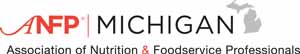 ANFP | MICHIGAN
Association of Nutrition & Foodservice Professionals